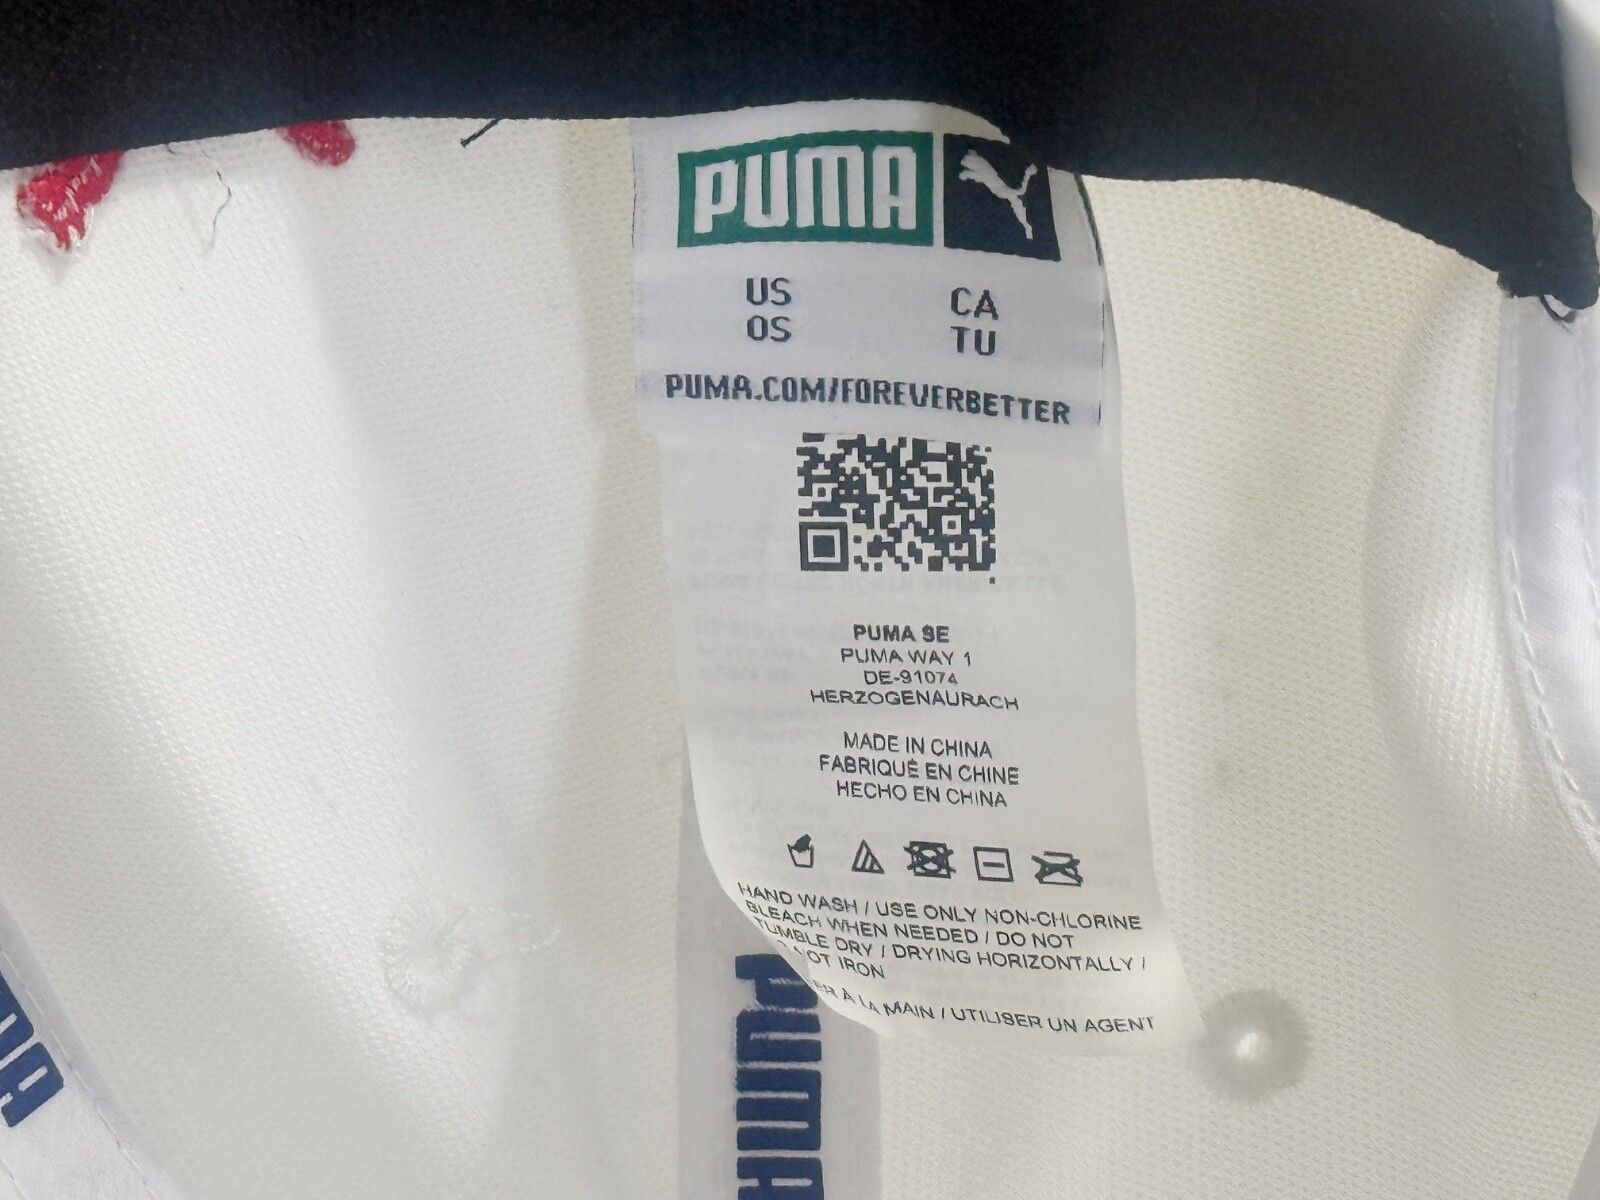 PUMA
US CA
OS TU
PUMA.COM/FOREVERBETTER
PUMA SE
PUMA WAY 1
DE-91074
HERZOGENAURACH
MADE IN CHINA
FABRIQUÉ EN CHINE
HECHO EN CHINA
HAND WASH / USE ONLY NON-CHLORINE
BLEACH WHEN NEEDED / DO NOT
TUMBLE DRY / DRYING HORIZONTALLY /
NOT IRON
À LA MAIN / UTILISER UN AGENT
PUMA